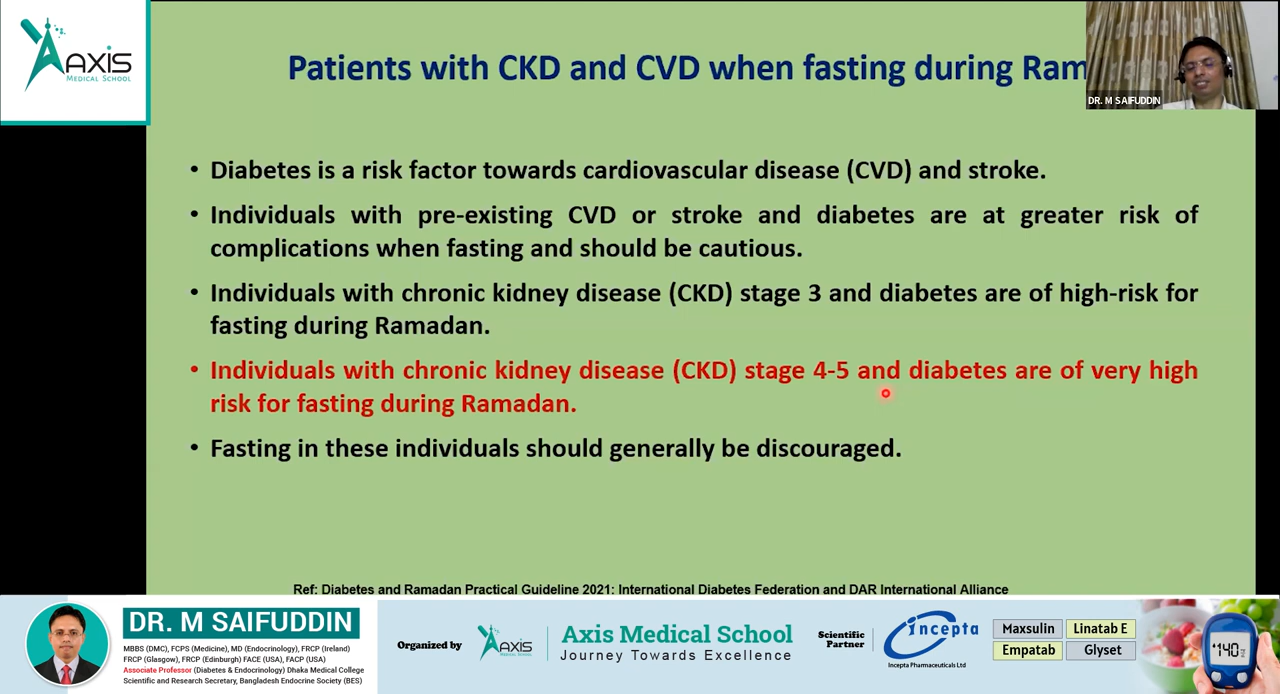 AXIS
MEDICAL SCHOOL
Patients with CKD and CVD when fasting during Ram
DR. M SAIFUDDIN
• Diabetes is a risk factor towards cardiovascular disease (CVD) and stroke.
• Individuals with pre-existing CVD or stroke and diabetes are at greater risk of
complications when fasting and should be cautious.
• Individuals with chronic kidney disease (CKD) stage 3 and diabetes are of high-risk for
fasting during Ramadan.
• Individuals with chronic kidney disease (CKD) stage 4-5 and diabetes are of very high
risk for fasting during Ramadan.
• Fasting in these individuals should generally be discouraged.
Ref: Diabetes and Ramadan Practical Guideline 2021: International Diabetes Federation and DAR International Alliance
DR. M SAIFUDDIN
MBBS (DMC), FCPS (Medicine), MD (Endocrinology), FRCP (Ireland)
FRCP (Glasgow), FRCP (Edinburgh) FACE (USA), FACP (USA)
Associate Professor (Diabetes & Endocrinology) Dhaka Medical College
Scientific and Research Secretary, Bangladesh Endocrine Society (BES)
Organized by
AXIS
MEDICAL SCHOOL
Axis Medical School
Journey Towards Excellence
Scientific
Partner
incepta
Incepta Pharmaceuticals Ltd
Maxsulin
Linatab E
Empatab
Glyset
140